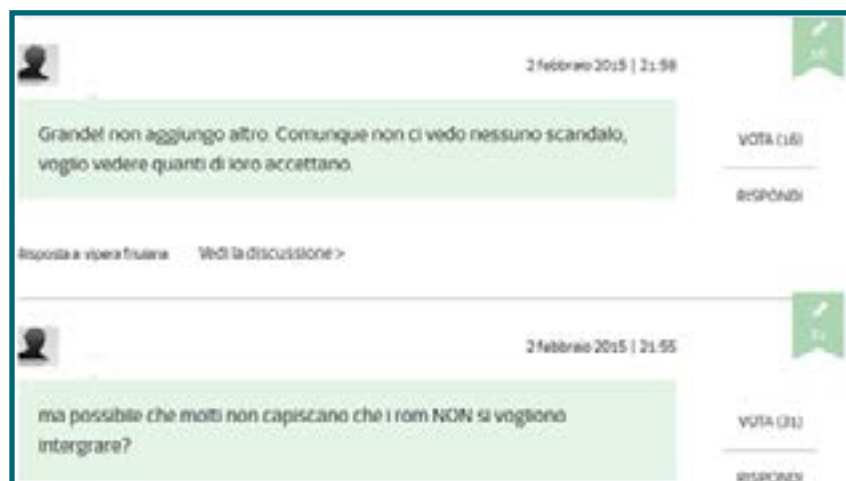 2 febbraio 2015 | 21:58
Grande! non aggiungo altro. Comunque non ci vedo nessuno scandalo,
voglio vedere quanti di loro accettano.
VOTA (16)
RISPONDI
Risposta a vipera friulana Vedi la discussione >
2 febbraio 2015 | 21:55
ma possibile che molti non capiscano che i rom NON si vogliono
intergrare?
VOTA (31)
RISPONDI